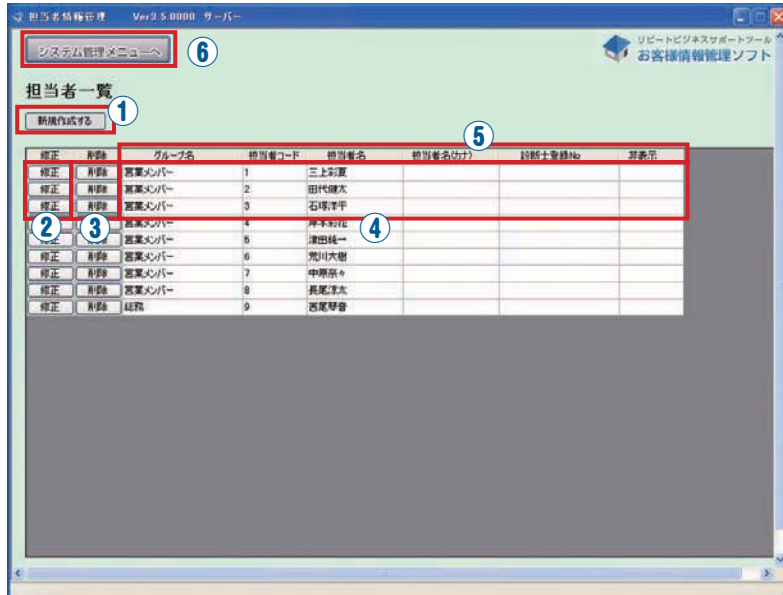 担当者情報管理 Ver3.5.0000 サーバー
システム管理メニューへ
⑥
リピートビジネスサポートツール
お客様情報管理ソフト
担当者一覧
新規作成する
①
⑤
修正 削除 グループ名 担当者コード 担当者名 担当者名(カナ) 診断士登録No 非表示
修正 削除 営業メンバー 1 三上彩夏
修正 削除 営業メンバー 2 田代健太
修正 削除 営業メンバー 3 石塚洋平
② ③ ④
営業メンバー 4
営業メンバー 5 津田純一
修正 削除 営業メンバー 6 荒川大樹
修正 削除 営業メンバー 7 中原奈々
修正 削除 営業メンバー 8 長尾涼太
修正 削除 総務 9 西尾琴音